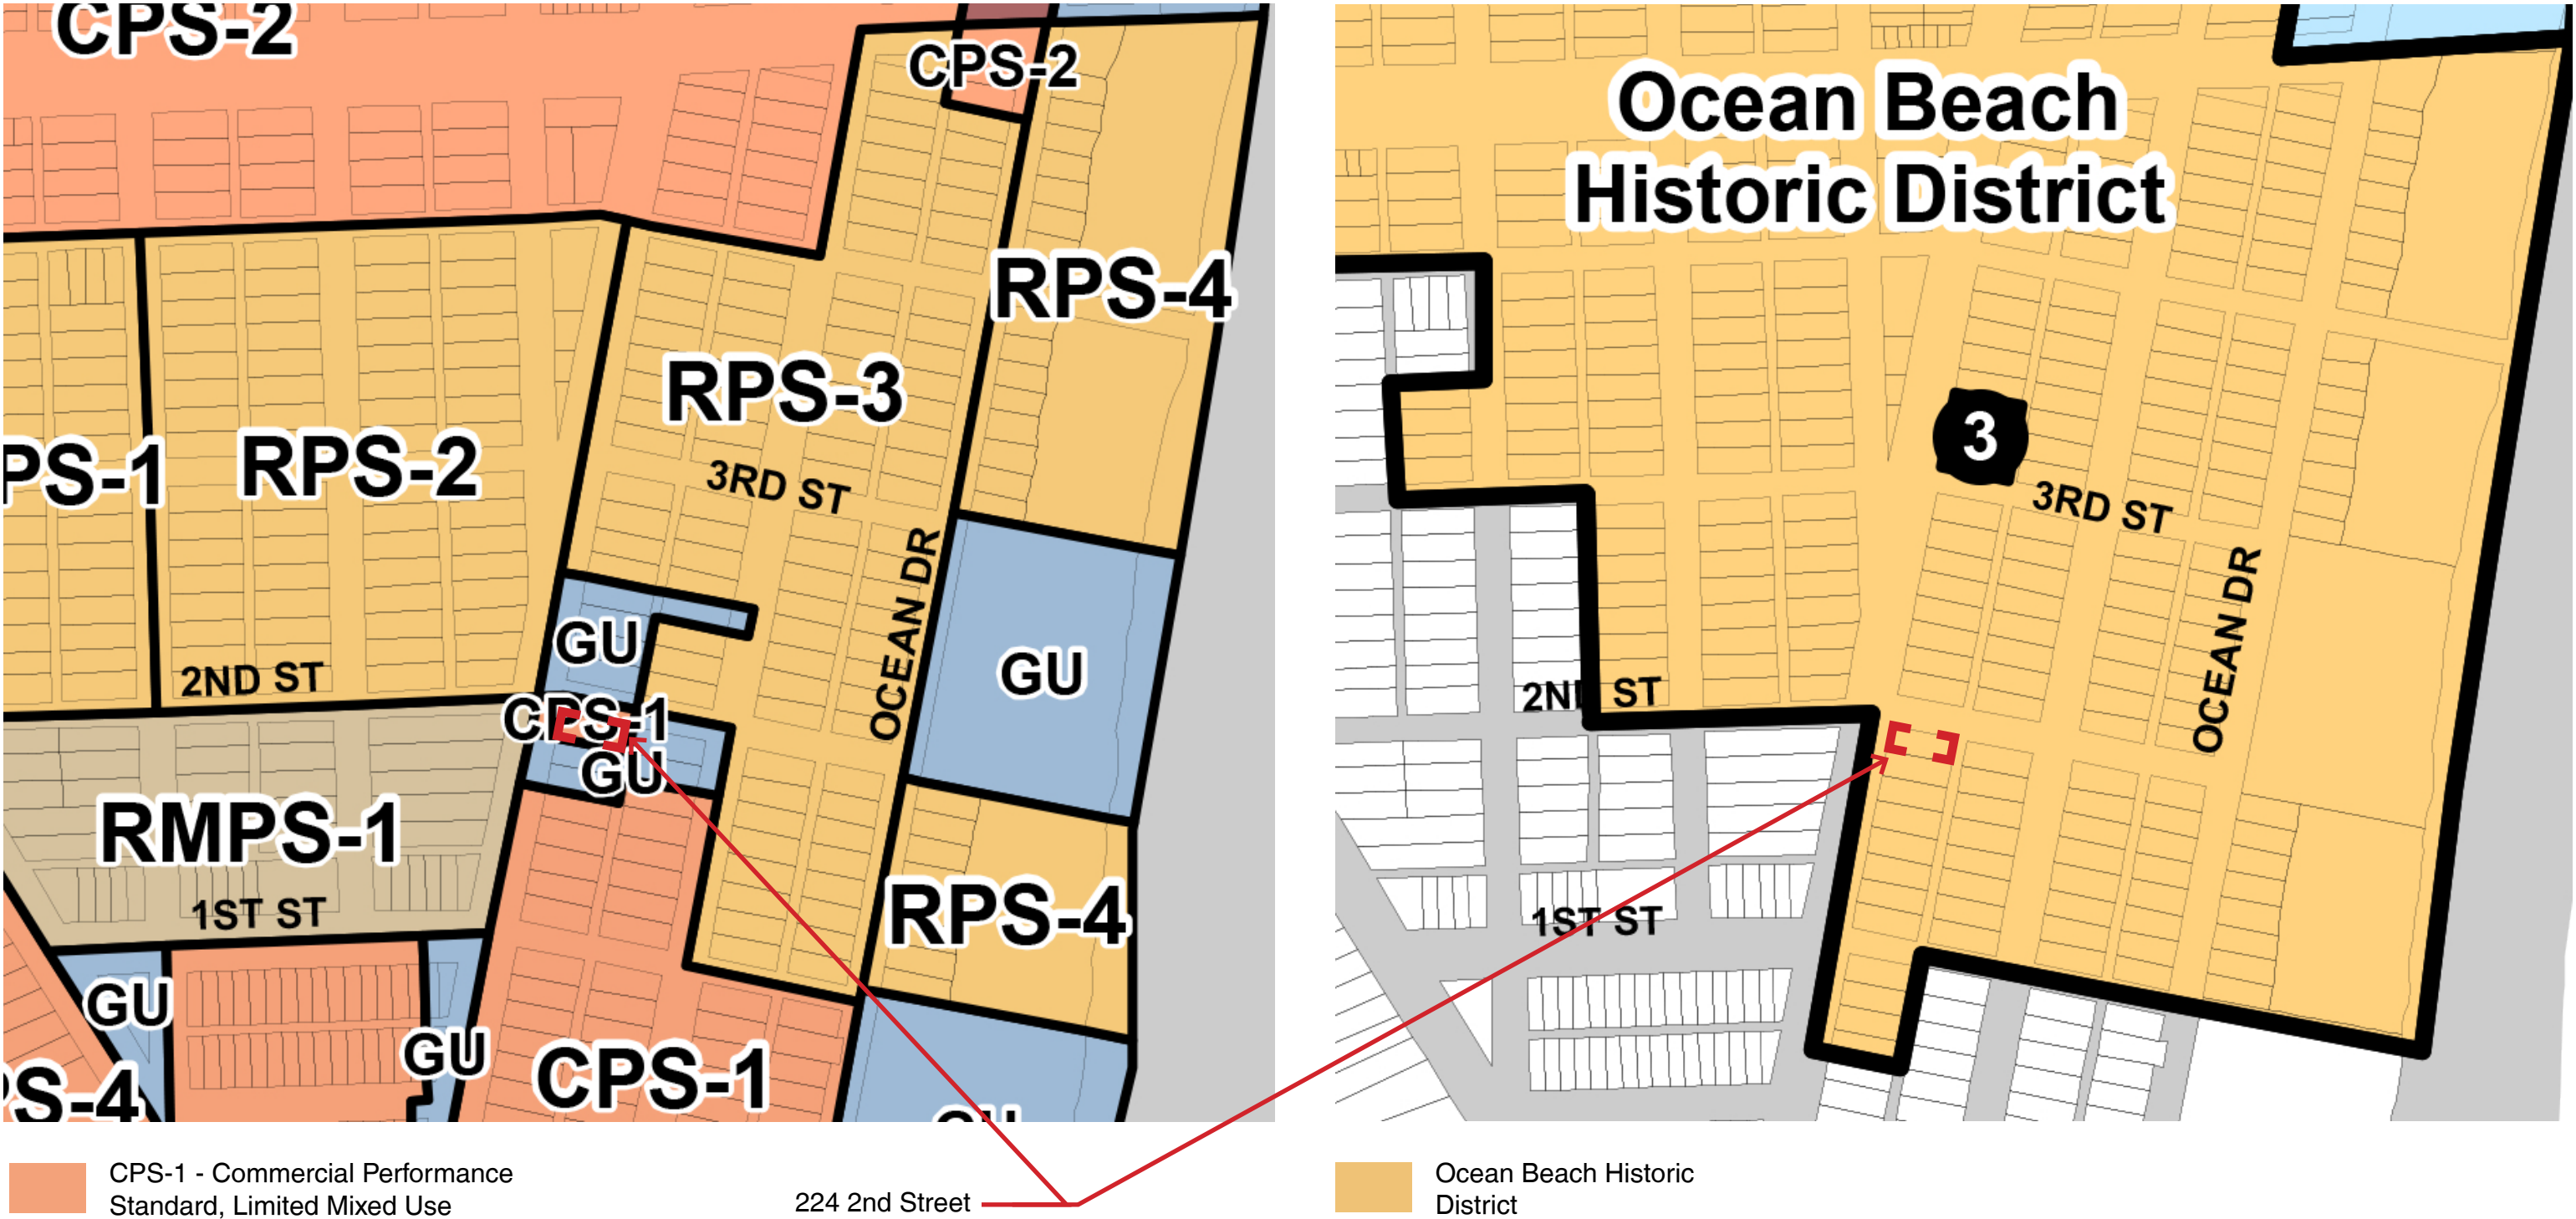 CPS-2
CPS-2
RPS-4
RPS-3
PS-1
RPS-2
3RD ST
OCEAN DR
GU
GU
2ND ST
CPS-1
GU
RMPS-1
1ST ST
RPS-4
GU
GU
CPS-1
PS-4
GU
Ocean Beach
Historic District
3
3RD ST
OCEAN DR
2ND ST
1ST ST
CPS-1 - Commercial Performance
Standard, Limited Mixed Use
224 2nd Street
Ocean Beach Historic
District